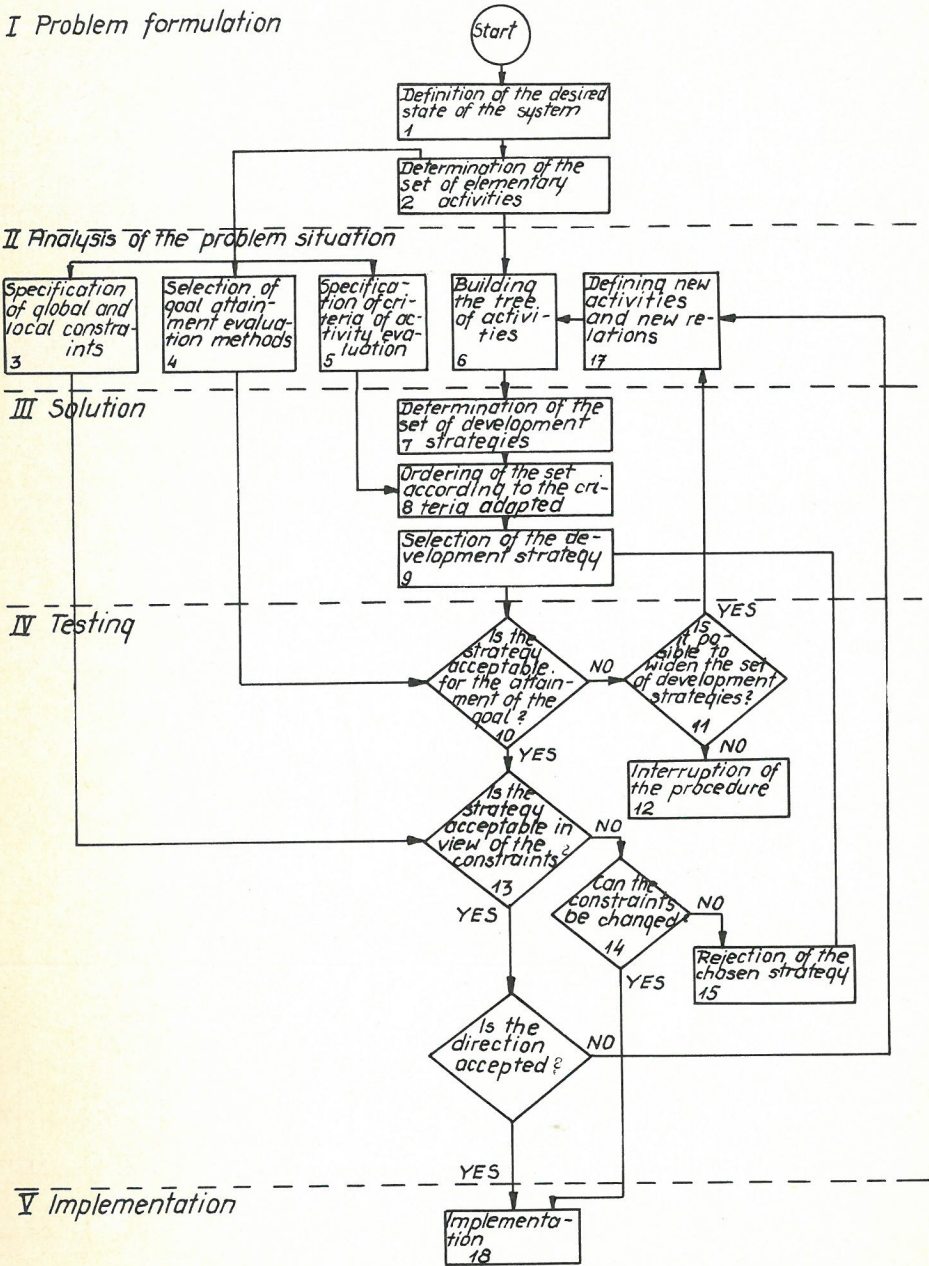 I Problem formulation
Start
Definition of the desired
state of the system
1
Determination of the
set of elementary
2 activities
II Analysis of the problem situation
Specification
of global and
local constra-
ints
3
Selection of
goal attain-
ment evalua-
tion methods
4
Specifica-
tion of cri-
teria of ac-
tivity eva-
luation
5
Building
the tree
of activi-
ties
6
Defining new
activities
and new re-
lations
17
III Solution
Determination of the
set of development
7 strategies
Ordering of the set
according to the cri-
8 teria adapted
Selection of the de-
velopment strategy
9
IV Testing
Is the
strategy
acceptable
for the attain-
ment of the
goal?
10
NO
YES
Is
it po-
sible to
widen the set
of development
strategies?
11
YES
NO
Interruption of
the procedure
12
Is the
strategy
acceptable in
view of the
constraints?
13
NO
YES
Can the
constraints
be changed?
14
NO
YES
Rejection of the
chosen strategy
15
Is the
direction
accepted?
NO
YES
V Implementation
Implementa-
tion
18